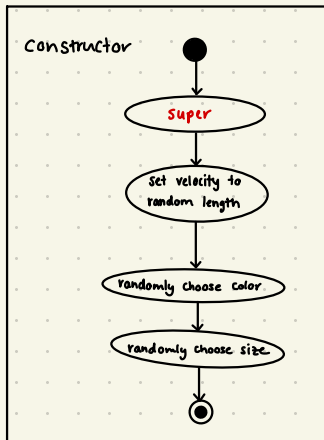 Constructor
super
set velocity to
random length
randomly choose color
randomly choose size